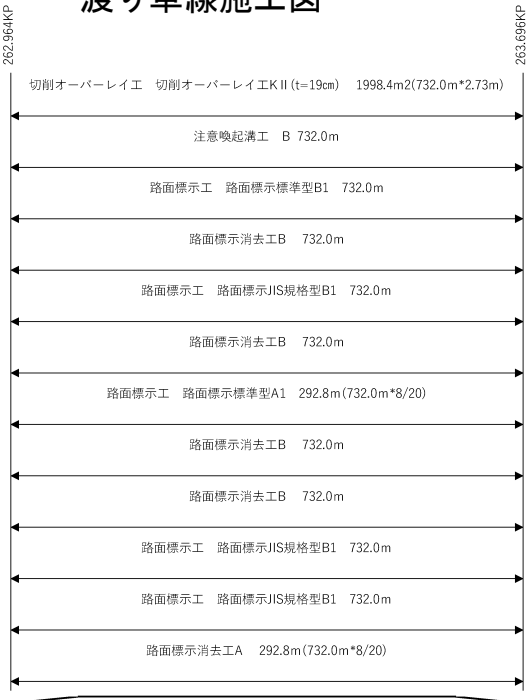 渡り車線施工図
262.964KP
263.696KP
切削オーバーレイ工 切削オーバーレイ工KⅡ(t=19㎝) 1998.4m2(732.0m*2.73m)
注意喚起溝工 B 732.0m
路面標示工 路面標示標準型B1 732.0m
路面標示消去工B 732.0m
路面標示工 路面標示JIS規格型B1 732.0m
路面標示消去工B 732.0m
路面標示工 路面標示標準型A1 292.8m(732.0m*8/20)
路面標示消去工B 732.0m
路面標示消去工B 732.0m
路面標示工 路面標示JIS規格型B1 732.0m
路面標示工 路面標示JIS規格型B1 732.0m
路面標示消去工A 292.8m(732.0m*8/20)